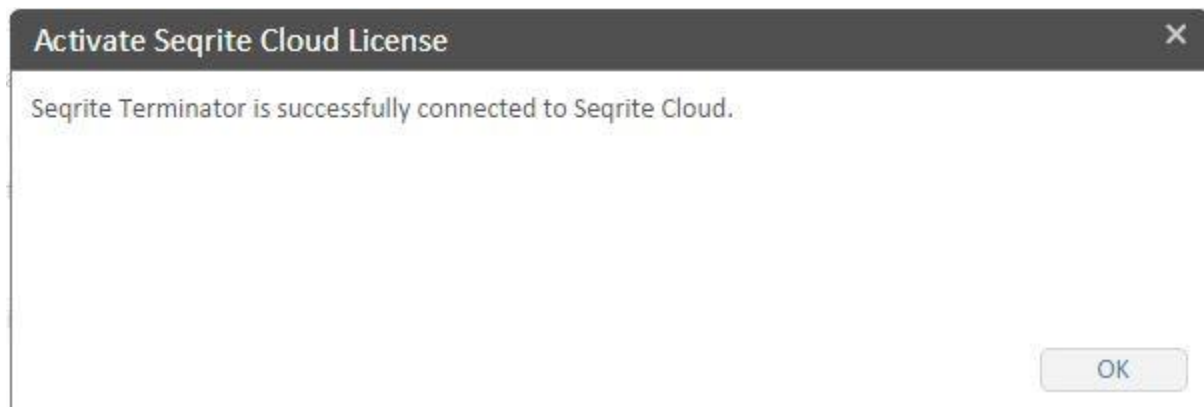 Activate Seqrite Cloud License
Seqrite Terminator is successfully connected to Seqrite Cloud.
OK